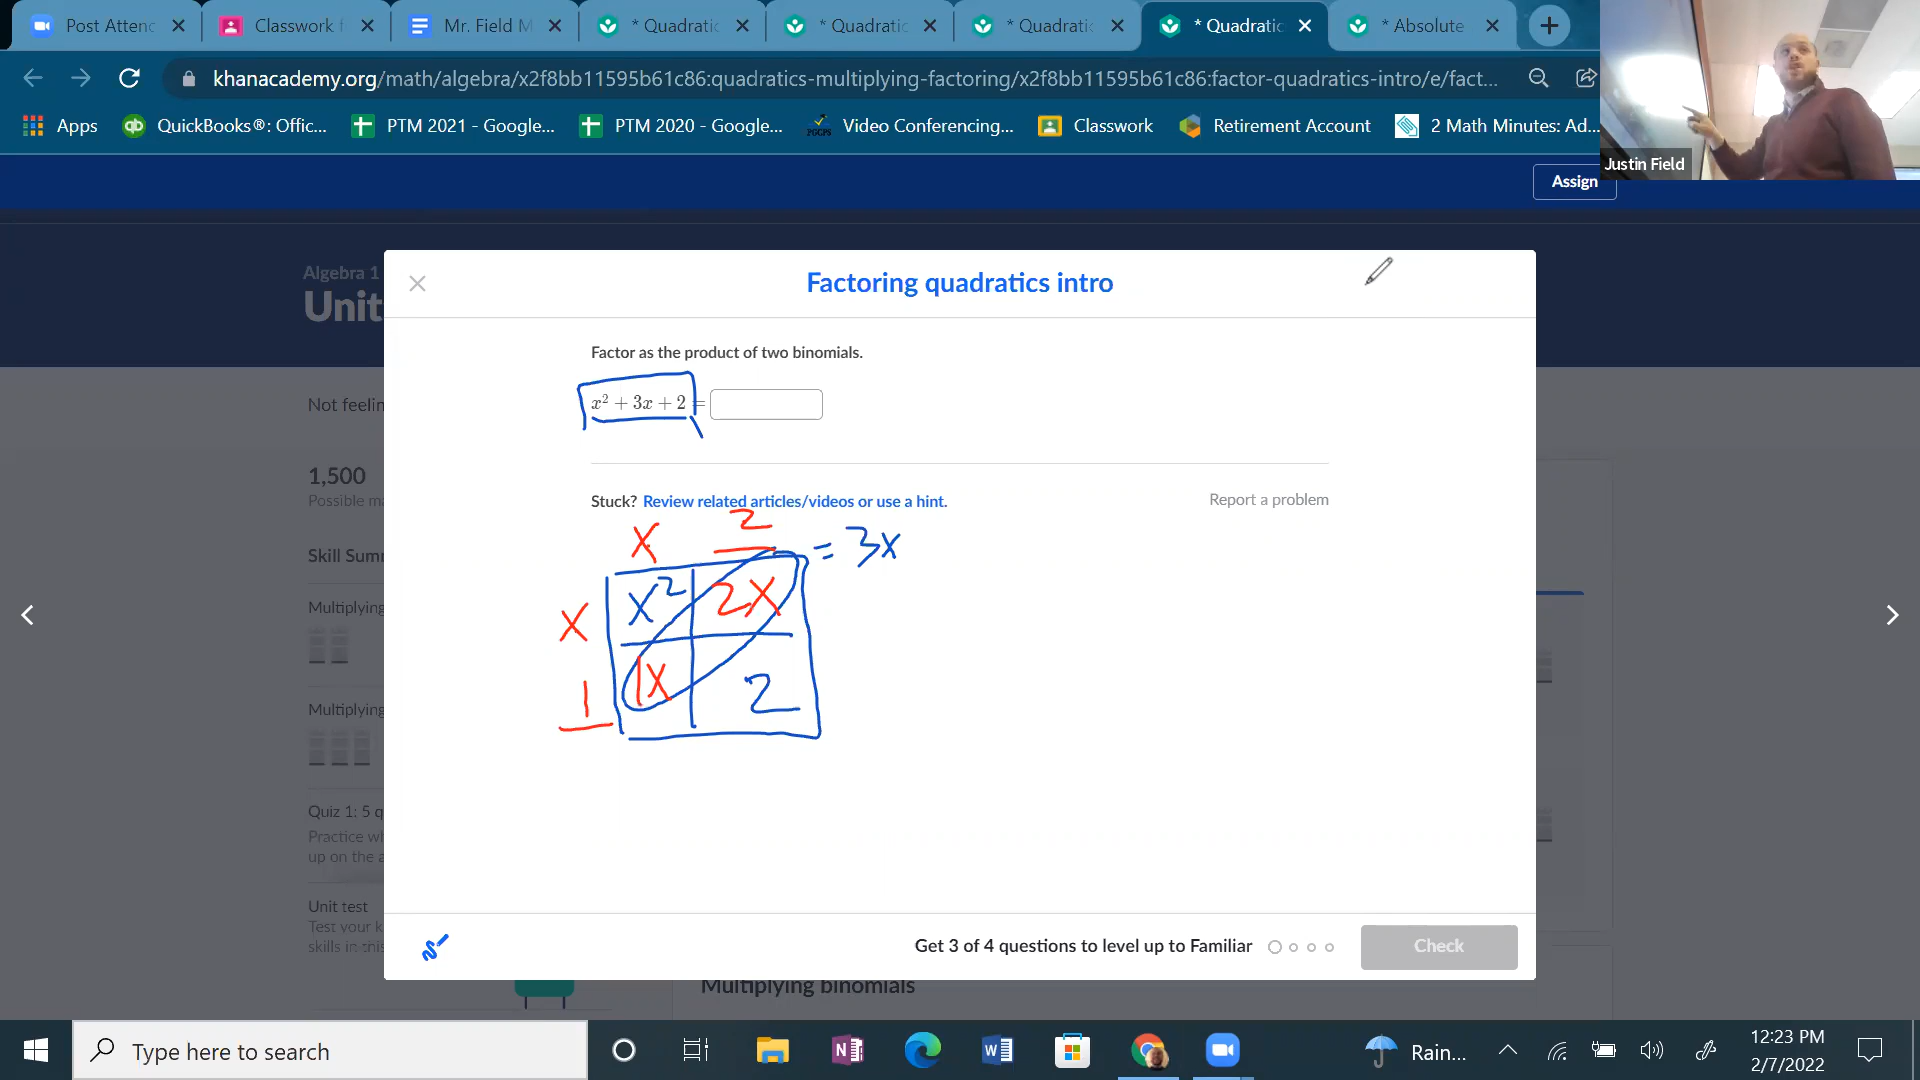 Post Attenc
Classwork f
Mr. Field M
* Quadratic
* Quadratic
* Quadratic
* Quadratic
* Absolute
khanacademy.org/math/algebra/x2f8bb11595b61c86:quadratics-multiplying-factoring/x2f8bb11595b61c86:factor-quadratics-intro/e/fact...
Apps
QuickBooks®: Offic...
PTM 2021 - Google...
PTM 2020 - Google...
Video Conferencing...
Classwork
Retirement Account
2 Math Minutes: Ad...
Justin Field
Assign
Algebra 1
Unit
Factoring quadratics intro
Factor as the product of two binomials.
x² + 3x + 2 =
Not feelin
1,500
Possible ma
Stuck? Review related articles/videos or use a hint.
Report a problem
Skill Summ
Multiplying
Multiplying
x 2 = 3x
x x² 2x
1 1x 2
Quiz 1: 5 q
Practice wh
up on the a
Unit test
Test your k
skills in this
Get 3 of 4 questions to level up to Familiar
Check
Multiplying binomials
Type here to search
Rain...
12:23 PM
2/7/2022